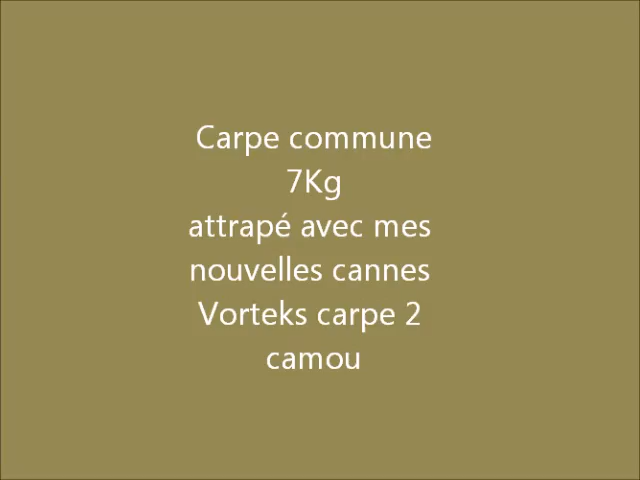 Carpe commune
7Kg
attrapé avec mes
nouvelles cannes
Vorteks carpe 2
camou